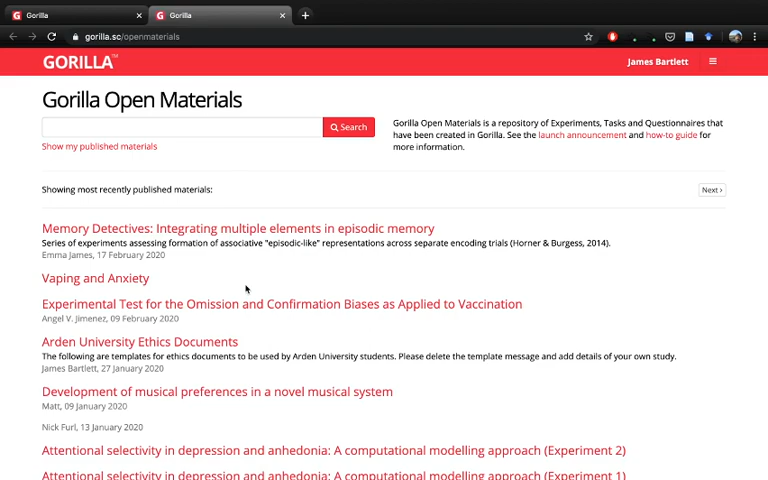 Gorilla
Gorilla
gorilla.sc/openmaterials
GORILLA™
James Bartlett
Gorilla Open Materials
Search
Show my published materials
Gorilla Open Materials is a repository of Experiments, Tasks and Questionnaires that
have been created in Gorilla. See the launch announcement and how-to guide for
more information.
Showing most recently published materials:
Next ›
Memory Detectives: Integrating multiple elements in episodic memory
Series of experiments assessing formation of associative "episodic-like" representations across separate encoding trials (Horner & Burgess, 2014).
Emma James, 17 February 2020
Vaping and Anxiety
Experimental Test for the Omission and Confirmation Biases as Applied to Vaccination
Angel V. Jimenez, 09 February 2020
Arden University Ethics Documents
The following are templates for ethics documents to be used by Arden University students. Please delete the template message and add details of your own study.
James Bartlett, 27 January 2020
Development of musical preferences in a novel musical system
Matt, 09 January 2020
Nick Furl, 13 January 2020
Attentional selectivity in depression and anhedonia: A computational modelling approach (Experiment 2)
Attentional selectivity in depression and anhedonia: A computational modelling approach (Experiment 1)